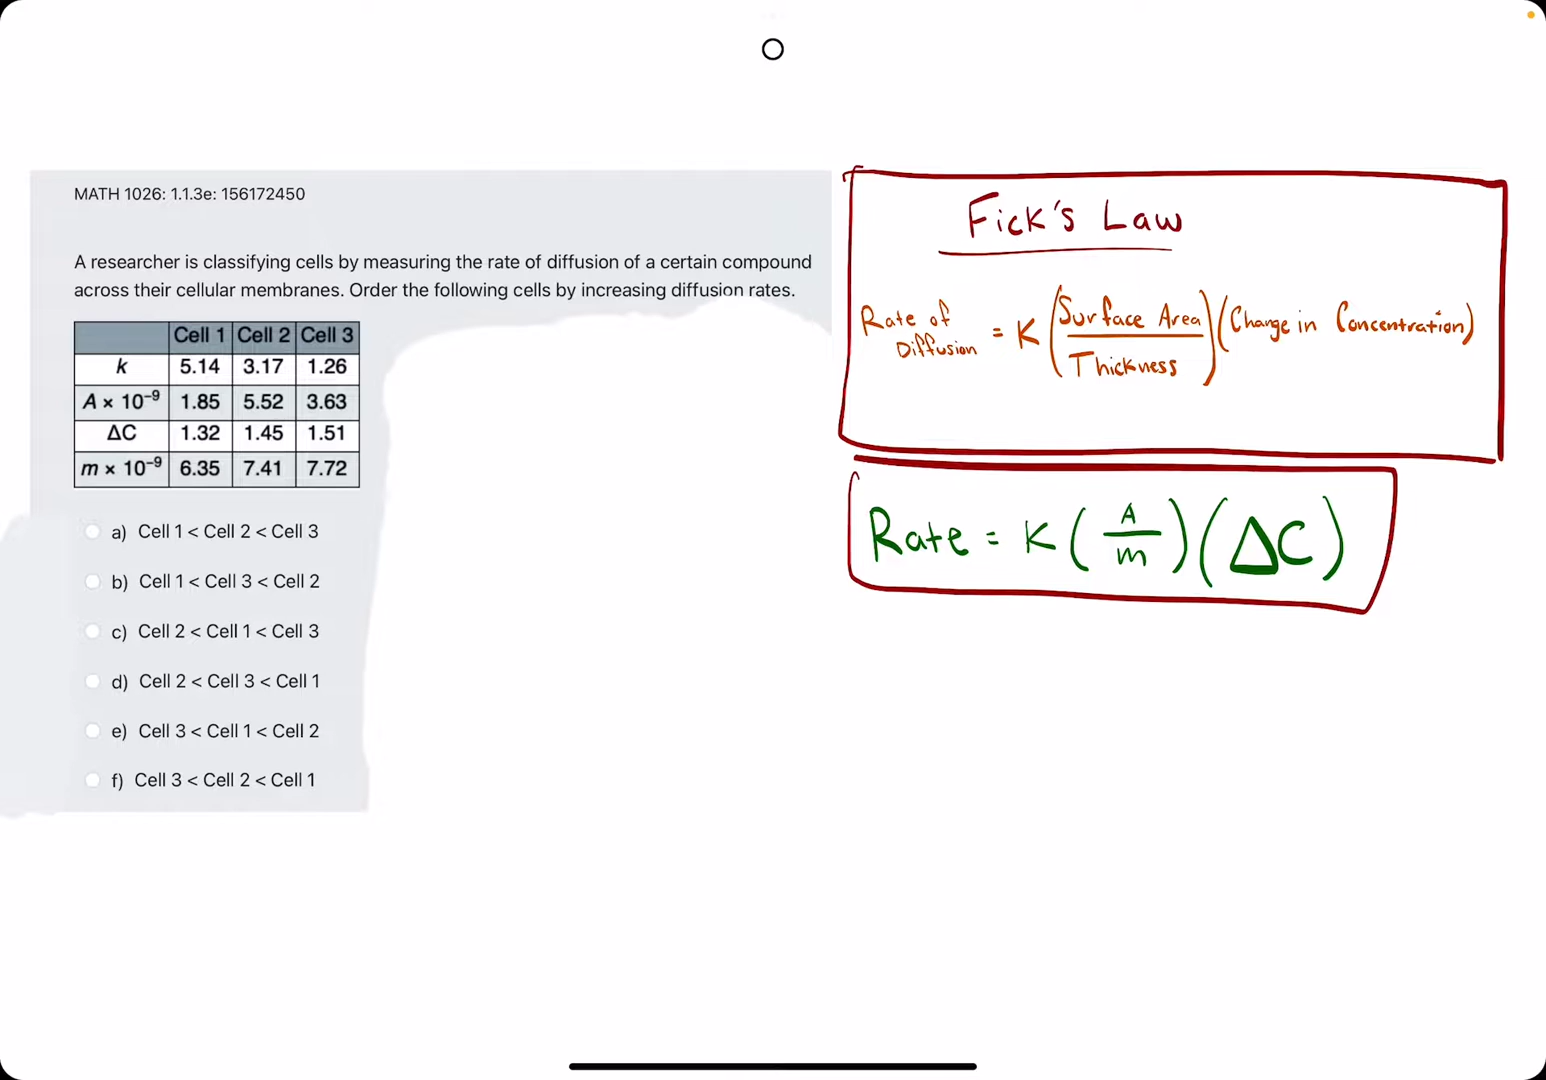 MATH 1026: 1.1.3e: 156172450
A researcher is classifying cells by measuring the rate of diffusion of a certain compound
across their cellular membranes. Order the following cells by increasing diffusion rates.
Cell 1 Cell 2 Cell 3
k 5.14 3.17 1.26
A × 10⁻⁹ 1.85 5.52 3.63
ΔC 1.32 1.45 1.51
m × 10⁻⁹ 6.35 7.41 7.72
a) Cell 1 < Cell 2 < Cell 3
b) Cell 1 < Cell 3 < Cell 2
c) Cell 2 < Cell 1 < Cell 3
d) Cell 2 < Cell 3 < Cell 1
e) Cell 3 < Cell 1 < Cell 2
f) Cell 3 < Cell 2 < Cell 1
Fick's Law
Rate of Diffusion = K (Surface Area / Thickness) (Change in Concentration)
Rate = K (A / m) (ΔC)